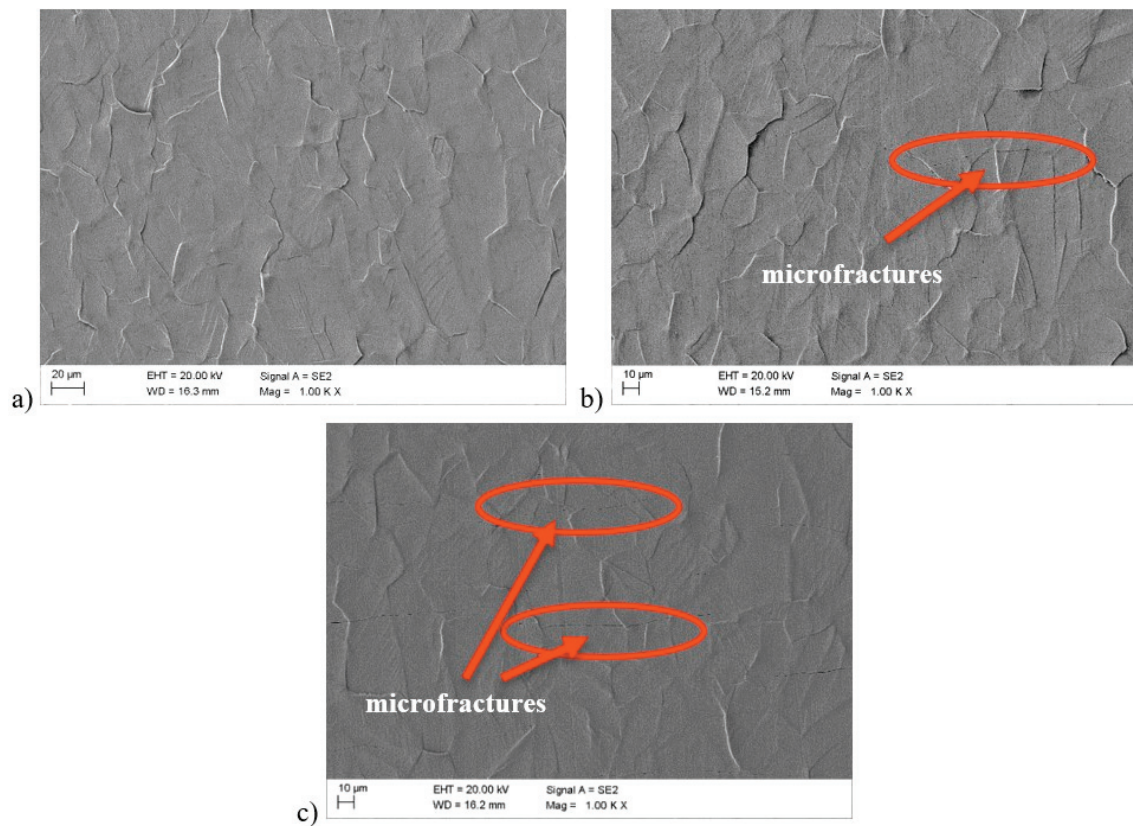 20 µm
EHT = 20.00 kV
WD = 16.3 mm
Signal A = SE2
Mag = 1.00 K X
a)
microfractures
10 µm
EHT = 20.00 kV
WD = 15.2 mm
Signal A = SE2
Mag = 1.00 K X
b)
microfractures
10 µm
EHT = 20.00 kV
WD = 16.2 mm
Signal A = SE2
Mag = 1.00 K X
c)